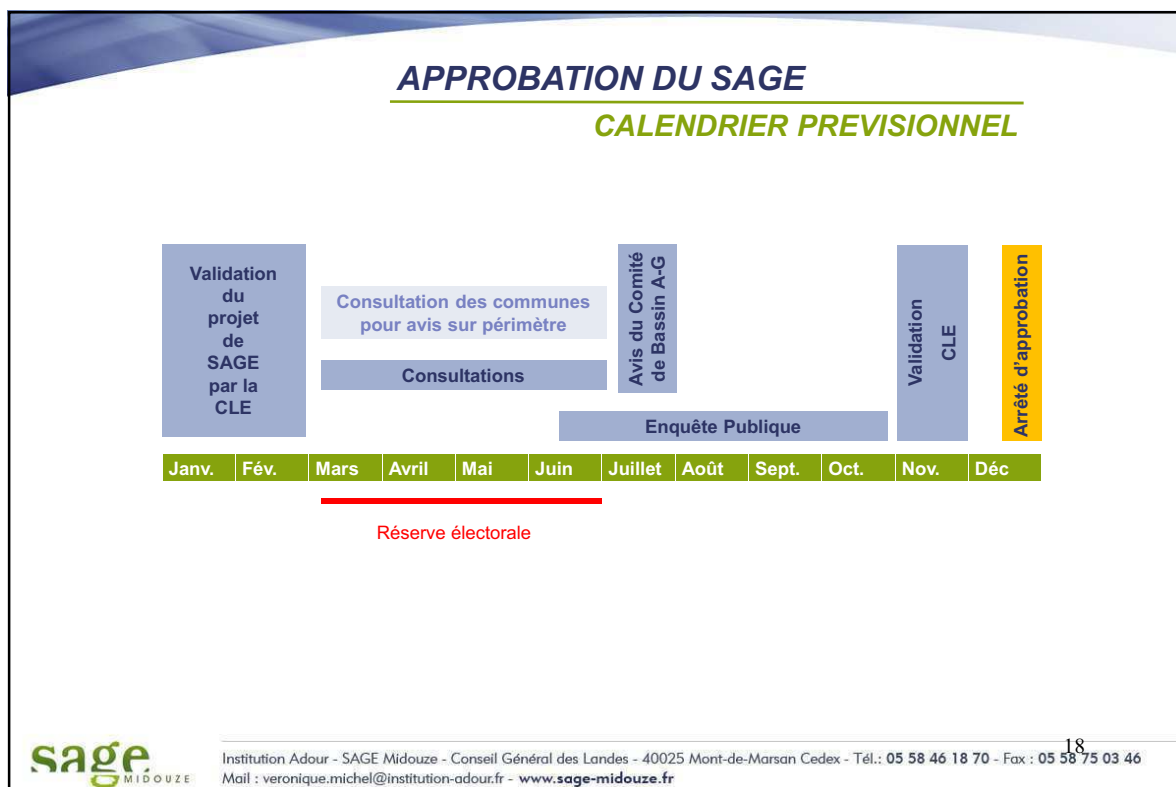 APPROBATION DU SAGE
CALENDRIER PREVISIONNEL
Validation
du
projet
de
SAGE
par la
CLE
Consultation des communes
pour avis sur périmètre
Consultations
Avis du Comité
de Bassin A-G
Enquête Publique
Validation
CLE
Arrêté d'approbation
Janv. Fév. Mars Avril Mai Juin Juillet Août Sept. Oct. Nov. Déc
Réserve électorale
18
sage
MIDOUZE
Institution Adour - SAGE Midouze - Conseil Général des Landes - 40025 Mont-de-Marsan Cedex - Tél.: 05 58 46 18 70 - Fax : 05 58 75 03 46
Mail : veronique.michel@institution-adour.fr - www.sage-midouze.fr